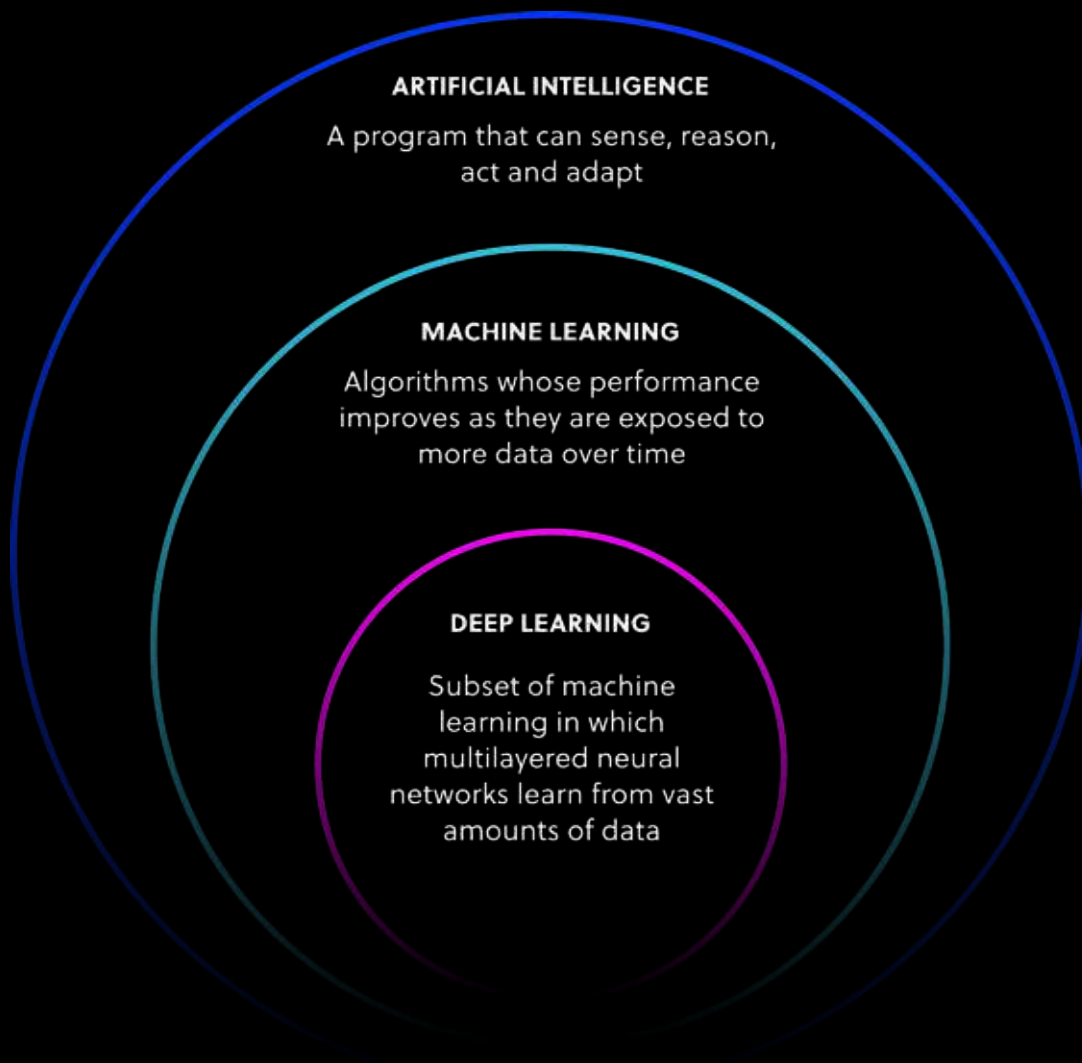 ARTIFICIAL INTELLIGENCE
A program that can sense, reason,
act and adapt
MACHINE LEARNING
Algorithms whose performance
improves as they are exposed to
more data over time
DEEP LEARNING
Subset of machine
learning in which
multilayered neural
networks learn from vast
amounts of data